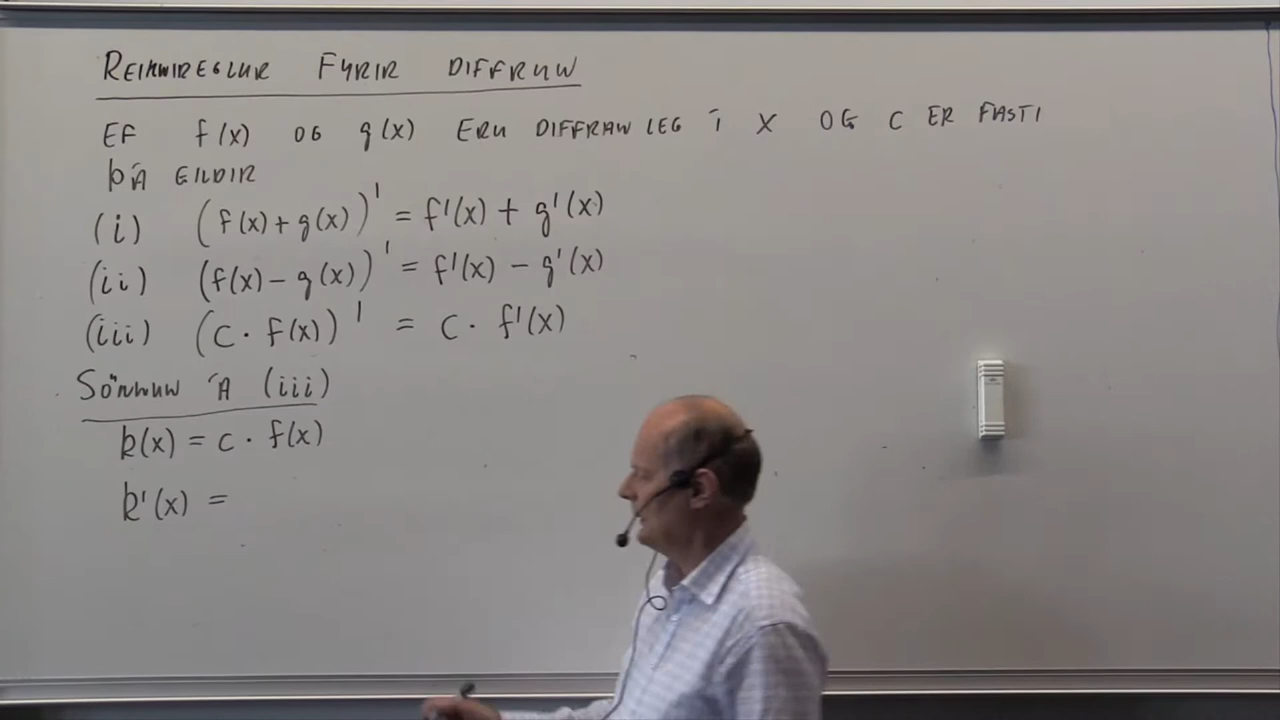 REIKNIREGLUR FYRIR DIFFRUN
EF f(x) OG g(x) ERU DIFFRANLEG Í X OG C ER FASTI
ÞÁ GILDIR
(i) (f(x) + g(x))' = f'(x) + g'(x)
(ii) (f(x) - g(x))' = f'(x) - g'(x)
(iii) (C · f(x))' = C · f'(x)
SÖNNUN Á (iii)
k(x) = C · f(x)
k'(x) =